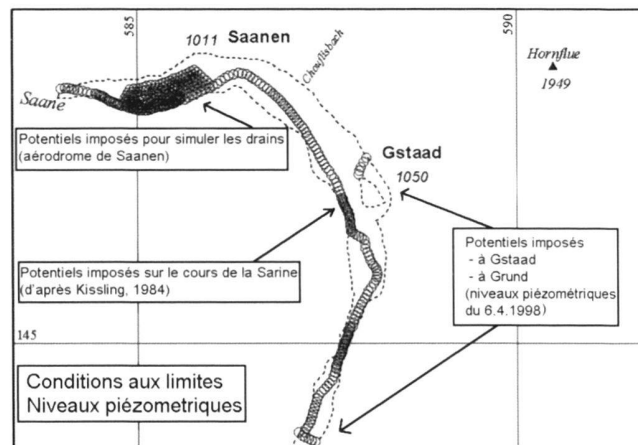 585
590
1011 Saanen
Chouflisbach
Hornflue
1949
Saane
Potentiels imposés pour simuler les drains
(aérodrome de Saanen)
Gstaad
1050
Potentiels imposés sur le cours de la Sarine
(d'après Kissling, 1984)
Potentiels imposés
- à Gstaad
- à Grund
(niveaux piézométriques
du 6.4.1998)
145
Conditions aux limites
Niveaux piézometriques